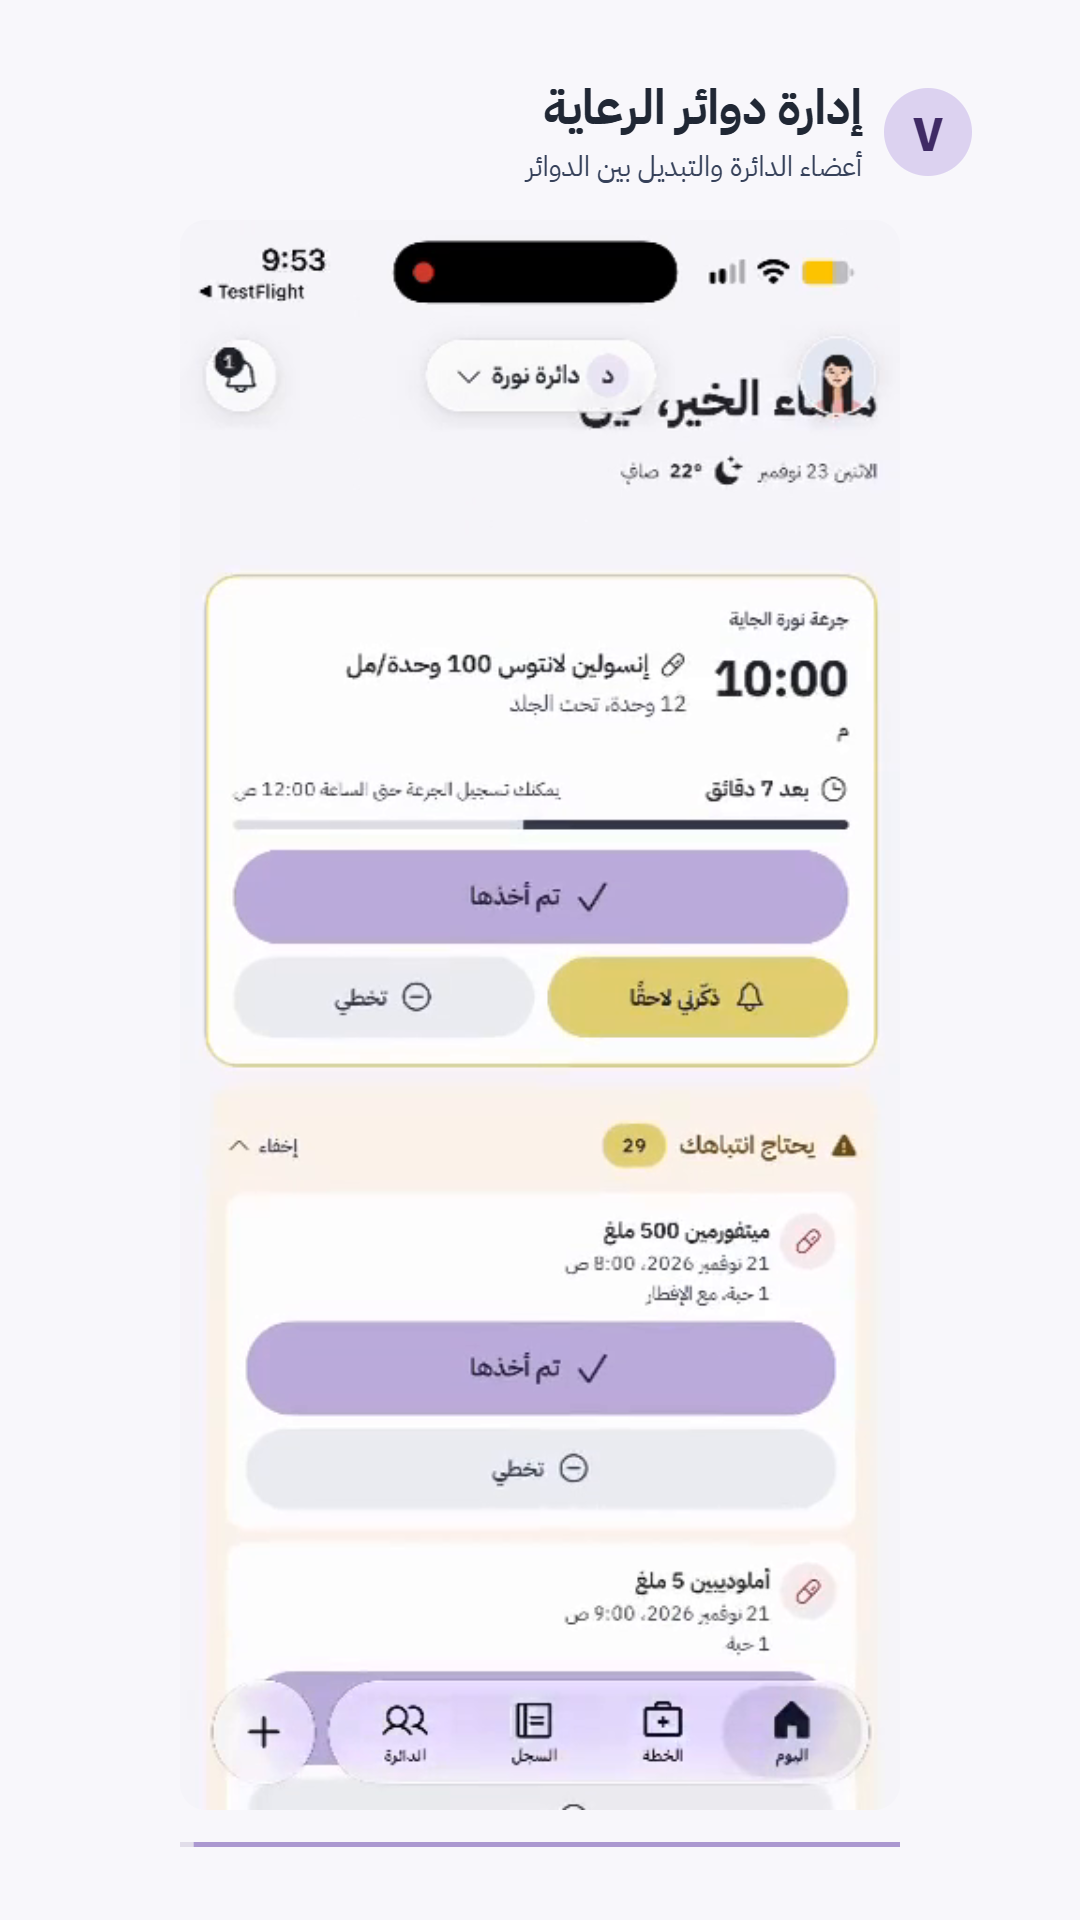 ٧
إدارة دوائر الرعاية
أعضاء الدائرة والتبديل بين الدوائر
9:53
◀ TestFlight
1
د دائرة نورة
الخير،
الاثنين 23 نوفمبر 22° صافي
جرعة نورة الجاية
10:00 م
إنسولين لانتوس 100 وحدة/مل
12 وحدة، تحت الجلد
بعد 7 دقائق
يمكنك تسجيل الجرعة حتى الساعة 12:00 ص
تم أخذها
ذكّرني لاحقًا
تخطي
يحتاج انتباهك 29
إخفاء
ميتفورمين 500 ملغ
21 نوفمبر 2026، 8:00 ص
1 حبة، مع الإفطار
تم أخذها
تخطي
أملوديبين 5 ملغ
21 نوفمبر 2026، 9:00 ص
1 حبة
اليوم
الخطة
السجل
الدائرة